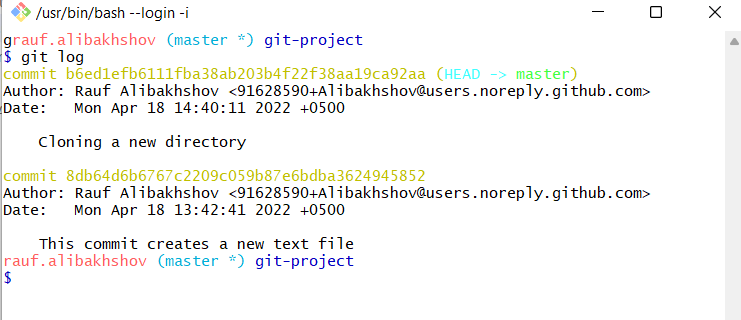 /usr/bin/bash --login -i
grauf.alibakhshov (master *) git-project
$ git log
commit b6ed1efb6111fba38ab203b4f22f38aa19ca92aa (HEAD -> master)
Author: Rauf Alibakhshov <91628590+Alibakhshov@users.noreply.github.com>
Date:   Mon Apr 18 14:40:11 2022 +0500
Cloning a new directory
commit 8db64d6b6767c2209c059b87e6bdba3624945852
Author: Rauf Alibakhshov <91628590+Alibakhshov@users.noreply.github.com>
Date:   Mon Apr 18 13:42:41 2022 +0500
This commit creates a new text file
rauf.alibakhshov (master *) git-project
$